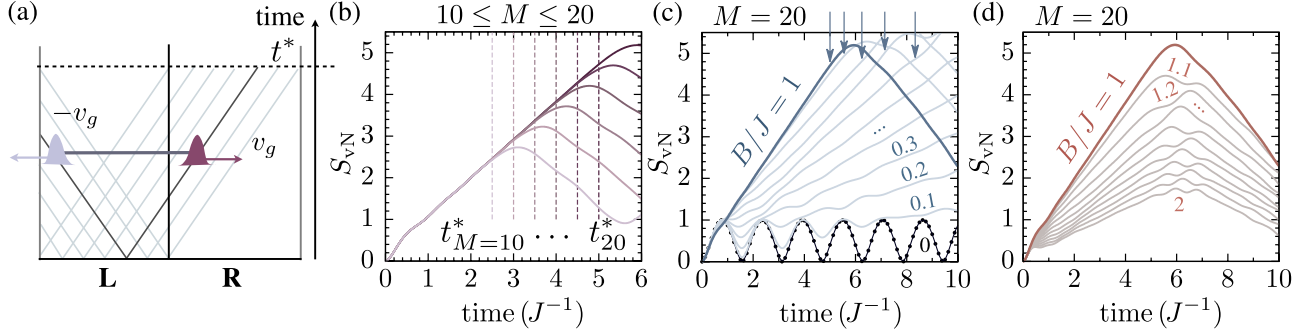 (a)
time
t*
−v_g
v_g
L
R
(b)
10 ≤ M ≤ 20
S_vN
5
4
3
2
1
0
t*_{M=10} ... t*_{20}
0 1 2 3 4 5 6
time (J⁻¹)
(c)
M = 20
S_vN
5
4
3
2
1
0
B/J = 1
...
0.3
0.2
0.1
0
0 2 4 6 8 10
time (J⁻¹)
(d)
M = 20
S_vN
5
4
3
2
1
0
B/J = 1
1.1
1.2
...
2
0 2 4 6 8 10
time (J⁻¹)